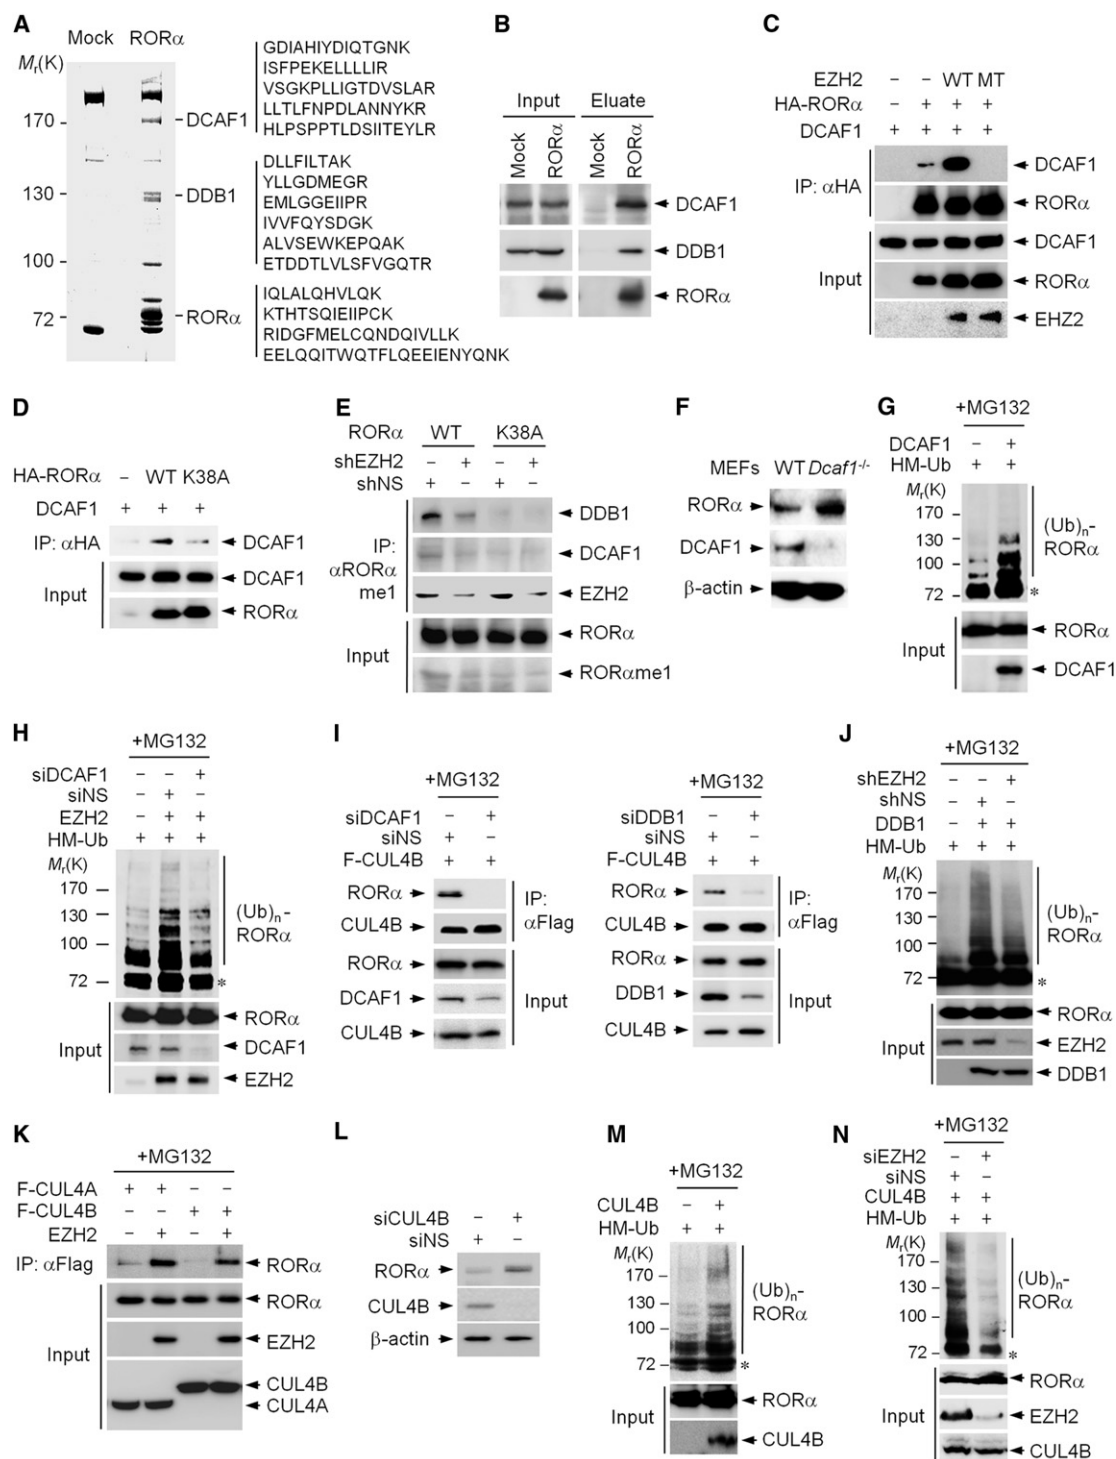 A
Mock RORα
Mr(K)
170
130
100
72
DCAF1
DDB1
RORα
GDIAHIYDIQTGNK
ISFPEKELLLLIR
VSGKPLLIGTDVSLAR
LLTLFNPDLANNYKR
HLPSPPTLDSIITEYLR
DLLFILTAK
YLLGDMEGR
EMLGGEIIPR
IVVFQYSDGK
ALVSEWKEPQAK
ETDDTLVLSFVGQTR
IQLALQHVLQK
KTHTSQIEIIPCK
RIDGFMELCQNDQIVLLK
EELQQITWQTFLQEEIENYQNK
B
Input Eluate
Mock RORα Mock RORα
DCAF1
DDB1
RORα
C
EZH2 − − WT MT
HA-RORα − + + +
DCAF1 + + + +
IP: αHA
DCAF1
RORα
Input
DCAF1
RORα
EHZ2
D
HA-RORα − WT K38A
DCAF1 + + +
IP: αHA
DCAF1
Input
DCAF1
RORα
E
RORα WT K38A
shEZH2 − + − +
shNS + − + −
IP: αRORα me1
DDB1
DCAF1
EZH2
Input
RORα
RORαme1
F
MEFs WT Dcaf1-/-
RORα
DCAF1
β-actin
G
+MG132
DCAF1 − +
HM-Ub + +
Mr(K)
170
130
100
72
(Ub)n-
RORα
*
Input
RORα
DCAF1
H
+MG132
siDCAF1 − − +
siNS − + −
EZH2 − + +
HM-Ub + + +
Mr(K)
170
130
100
72
(Ub)n-
RORα
*
Input
RORα
DCAF1
EZH2
I
+MG132
siDCAF1 − +
siNS + −
F-CUL4B + +
RORα
CUL4B
IP:
αFlag
RORα
DCAF1
CUL4B
Input
+MG132
siDDB1 − +
siNS + −
F-CUL4B + +
RORα
CUL4B
IP:
αFlag
RORα
DDB1
CUL4B
Input
J
+MG132
shEZH2 − − +
shNS − + −
DDB1 − + +
HM-Ub + + +
Mr(K)
170
130
100
72
(Ub)n-
RORα
*
Input
RORα
EZH2
DDB1
K
+MG132
F-CUL4A + + − −
F-CUL4B − − + +
EZH2 − + − +
IP: αFlag
RORα
Input
RORα
EZH2
CUL4B
CUL4A
L
siCUL4B − +
siNS + −
RORα
CUL4B
β-actin
M
+MG132
CUL4B − +
HM-Ub + +
Mr(K)
170
130
100
72
(Ub)n-
RORα
*
Input
RORα
CUL4B
N
+MG132
siEZH2 − +
siNS + −
CUL4B + +
HM-Ub + +
Mr(K)
170
130
100
72
(Ub)n-
RORα
*
Input
RORα
EZH2
CUL4B